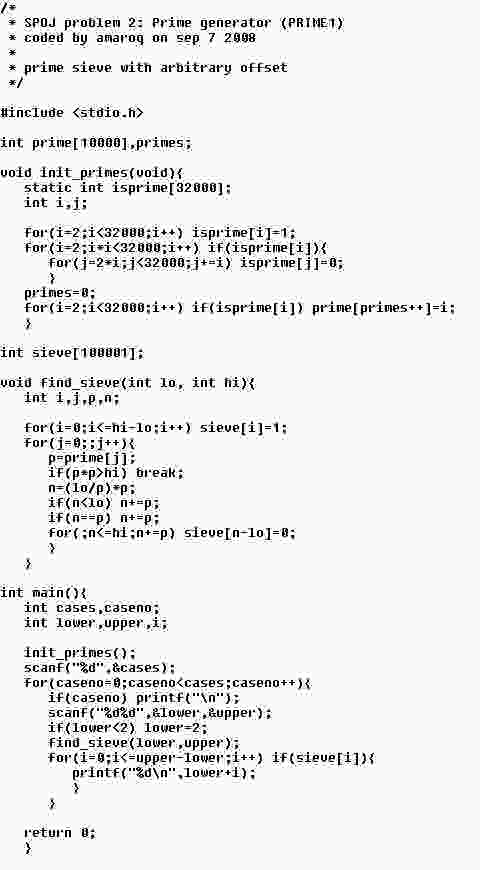 /*
 * SPOJ problem 2: Prime generator (PRIME1)
 * coded by amaroq on sep 7 2008
 *
 * prime sieve with arbitrary offset
 */

#include <stdio.h>

int prime[10000],primes;

void init_primes(void){
   static int isprime[32000];
   int i,j;

   for(i=2;i<32000;i++) isprime[i]=1;
   for(i=2;i*i<32000;i++) if(isprime[i]){
      for(j=2*i;j<32000;j+=i) isprime[j]=0;
      }
   primes=0;
   for(i=2;i<32000;i++) if(isprime[i]) prime[primes++]=i;
   }

int sieve[100001];

void find_sieve(int lo, int hi){
   int i,j,p,n;

   for(i=0;i<=hi-lo;i++) sieve[i]=1;
   for(j=0;;j++){
      p=prime[j];
      if(p*p>hi) break;
      n=(lo/p)*p;
      if(n<lo) n+=p;
      if(n==p) n+=p;
      for(;n<=hi;n+=p) sieve[n-lo]=0;
      }
   }

int main(){
   int cases,caseno;
   int lower,upper,i;

   init_primes();
   scanf("%d",&cases);
   for(caseno=0;caseno<cases;caseno++){
      if(caseno) printf("\n");
      scanf("%d%d",&lower,&upper);
      if(lower<2) lower=2;
      find_sieve(lower,upper);
      for(i=0;i<=upper-lower;i++) if(sieve[i]){
         printf("%d\n",lower+i);
         }
      }

   return 0;
   }